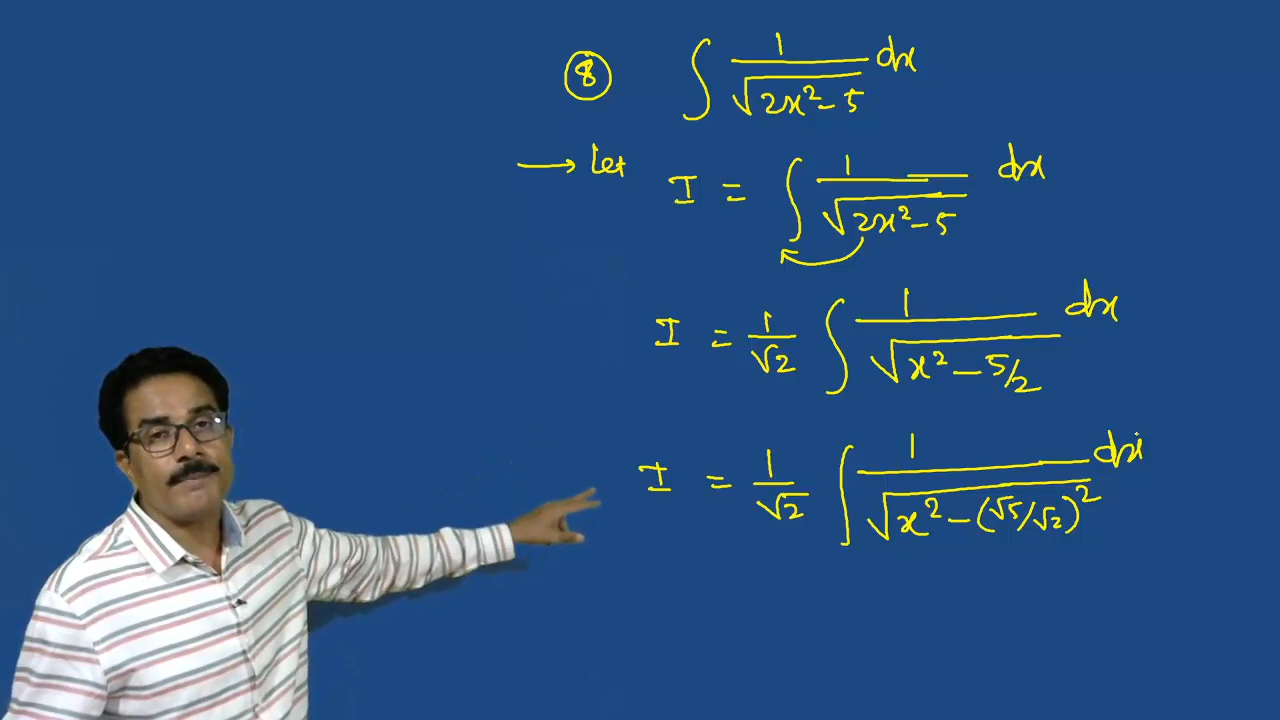 ⑧ ∫ 1/√(2x² - 5) dx
→ Let I = ∫ 1/√(2x² - 5) dx
I = 1/√2 ∫ 1/√(x² - 5/2) dx
I = 1/√2 ∫ 1/√(x² - (√5/√2)²) dx